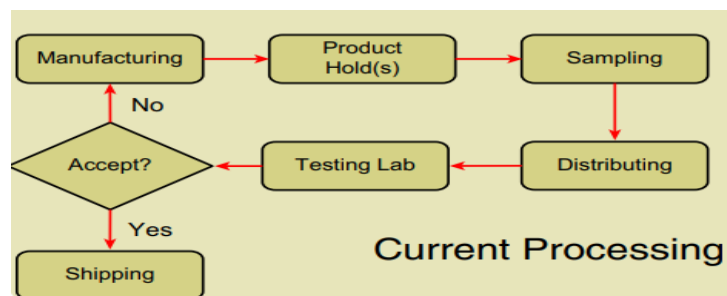 Manufacturing
Product
Hold(s)
Sampling
No
Accept?
Testing Lab
Distributing
Yes
Shipping
Current Processing